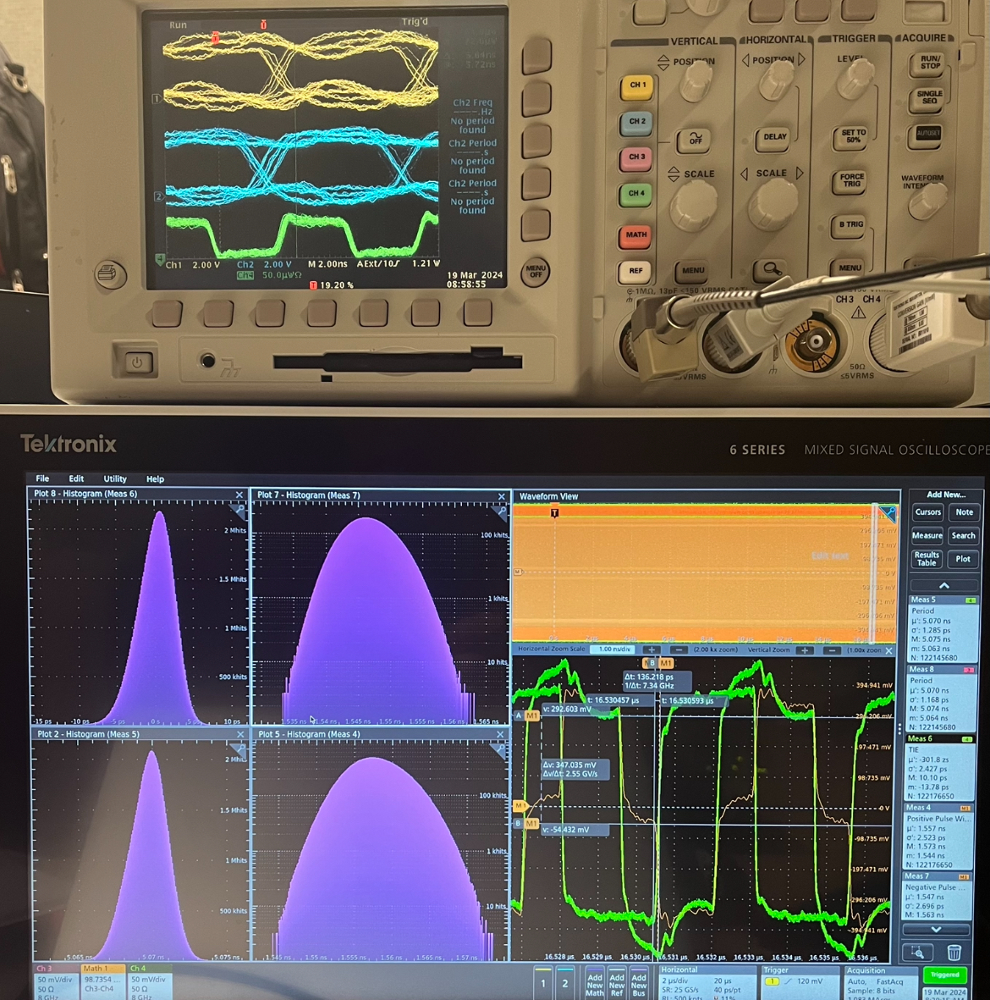 Run
Trig'd
Ch2 Freq
.Hz
No period
found
Ch2 Period
.s
No period
found
Ch2 Period
.s
No period
found
1
2
4
Ch1 2.00 V Ch2 2.00 V M 2.00ns A Ext/10 1.21 V
Ch4
19.20 %
19 Mar 2024
08:58:55
MENU
OFF
VERTICAL
HORIZONTAL
TRIGGER
ACQUIRE
POSITION
POSITION
LEVEL
RUN/
STOP
CH 1
SINGLE
SEQ
CH 2
OFF
DELAY
SET TO
50%
AUTOSET
CH 3
SCALE
SCALE
FORCE
TRIG
WAVEFORM
CH 4
B TRIG
MATH
REF
MENU
MENU
CH 3 CH 4
50Ω
≤5VRMS
Tektronix
6 SERIES MIXED SIGNAL OSCILLOSCOPE
File Edit Utility Help
Plot 8 - Histogram (Meas 6)
2 Mhits
1.5 Mhits
1 Mhits
500 khits
-15 ps
-10 ps
-5 ps
0 s
5 ps
10 ps
Plot 7 - Histogram (Meas 7)
100 khits
1 khits
10 hits
1.545 ns
1.55 ns
1.555 ns
1.56 ns
1.565 ns
Plot 2 - Histogram (Meas 5)
2 Mhits
1.5 Mhits
1 Mhits
500 khits
5.065 ns
5.07 ns
5.075 ns
Plot 5 - Histogram (Meas 4)
100 khits
1 khits
10 hits
1.545 ns
1.55 ns
1.555 ns
1.56 ns
1.57 ns
Waveform View
T
0 V
Horizontal Zoom Scale 1.00 ns/div (2.00 kx zoom) Vertical Zoom (1.00x zoom
B M1
Δt: 136.218 ps
1/Δt: 7.34 GHz
t: 16.530457 µs
t: 16.530593 µs
v: 292.603 mV
A M1
Δv: 347.035 mV
Δv/Δt: 2.55 GV/s
M1
B M1
v: -54.432 mV
394.941 mV
296.206 mV
197.471 mV
98.735 mV
0 V
-98.735 mV
-197.471 mV
-296.206 mV
-394.941 mV
16.528 µs
16.529 µs
16.530 µs
16.531 µs
16.532 µs
16.533 µs
16.534 µs
16.535 µs
16.536 µs
Add New...
Cursors
Note
Measure
Search
Results
Table
Plot
Meas 5
Period
µ': 5.070 ns
σ': 1.285 ps
M: 5.075 ns
m: 5.063 ns
N: 122145680
Meas 8
Period
µ': 5.070 ns
σ': 1.168 ps
M: 5.074 ns
m: 5.064 ns
N: 122145680
Meas 6
TIE
µ': -301.8 zs
σ': 2.427 ps
M: 10.10 ps
m: -13.78 ps
N: 122176650
Meas 4
M1
Positive Pulse Wi...
µ': 1.557 ns
σ': 2.523 ps
M: 1.573 ns
m: 1.544 ns
N: 122176650
Meas 7
M1
Negative Pulse ...
µ': 1.547 ns
σ': 2.696 ps
M: 1.563 ns
Ch 3
50 mV/div
50 Ω
8 GHz
Math 1
98.7354 ...
Ch3-Ch4
Ch 4
50 mV/div
50 Ω
8 GHz
1
2
Add
New
Math
Add
New
Ref
Add
New
Bus
Horizontal
2 µs/div 20 µs
SR: 25 GS/s 40 ps/pt
Trigger
1 120 mV
Acquisition
Auto, FastAcq
Sample: 8 bits
Triggered
19 Mar 2024